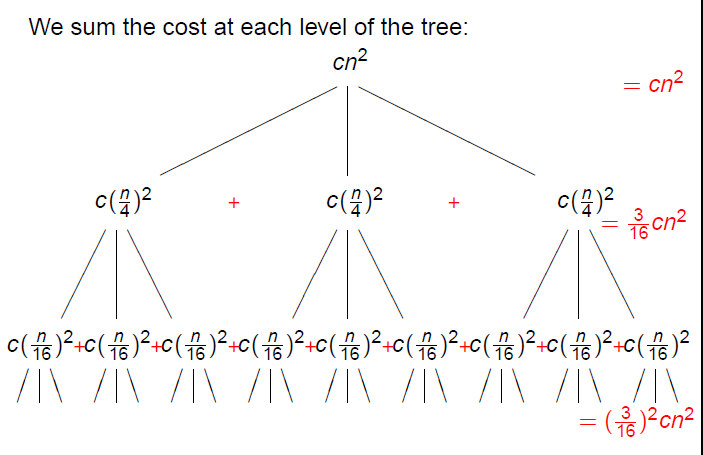 We sum the cost at each level of the tree:
cn²
= cn²
c(n/4)² + c(n/4)² + c(n/4)²
= 3/16 cn²
c(n/16)²+c(n/16)²+c(n/16)²+c(n/16)²+c(n/16)²+c(n/16)²+c(n/16)²+c(n/16)²+c(n/16)²
= (3/16)²cn²